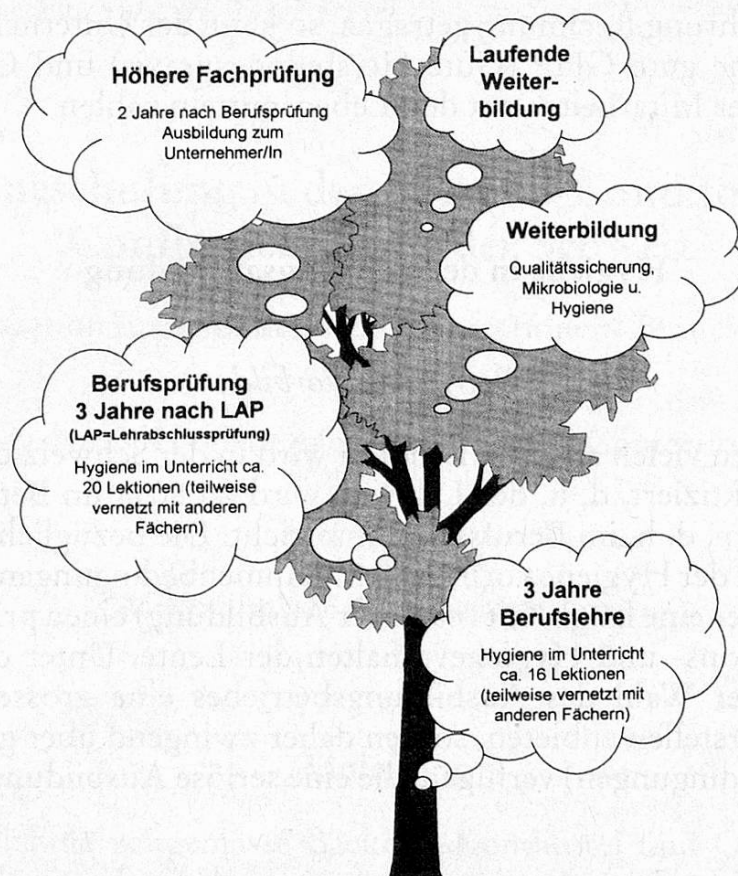 Höhere Fachprüfung
2 Jahre nach Berufsprüfung
Ausbildung zum
Unternehmer/In
Laufende
Weiter-
bildung
Weiterbildung
Qualitätssicherung,
Mikrobiologie u.
Hygiene
Berufsprüfung
3 Jahre nach LAP
(LAP=Lehrabschlussprüfung)
Hygiene im Unterricht ca.
20 Lektionen (teilweise
vernetzt mit anderen
Fächern)
3 Jahre
Berufslehre
Hygiene im Unterricht
ca. 16 Lektionen
(teilweise vernetzt mit
anderen Fächern)